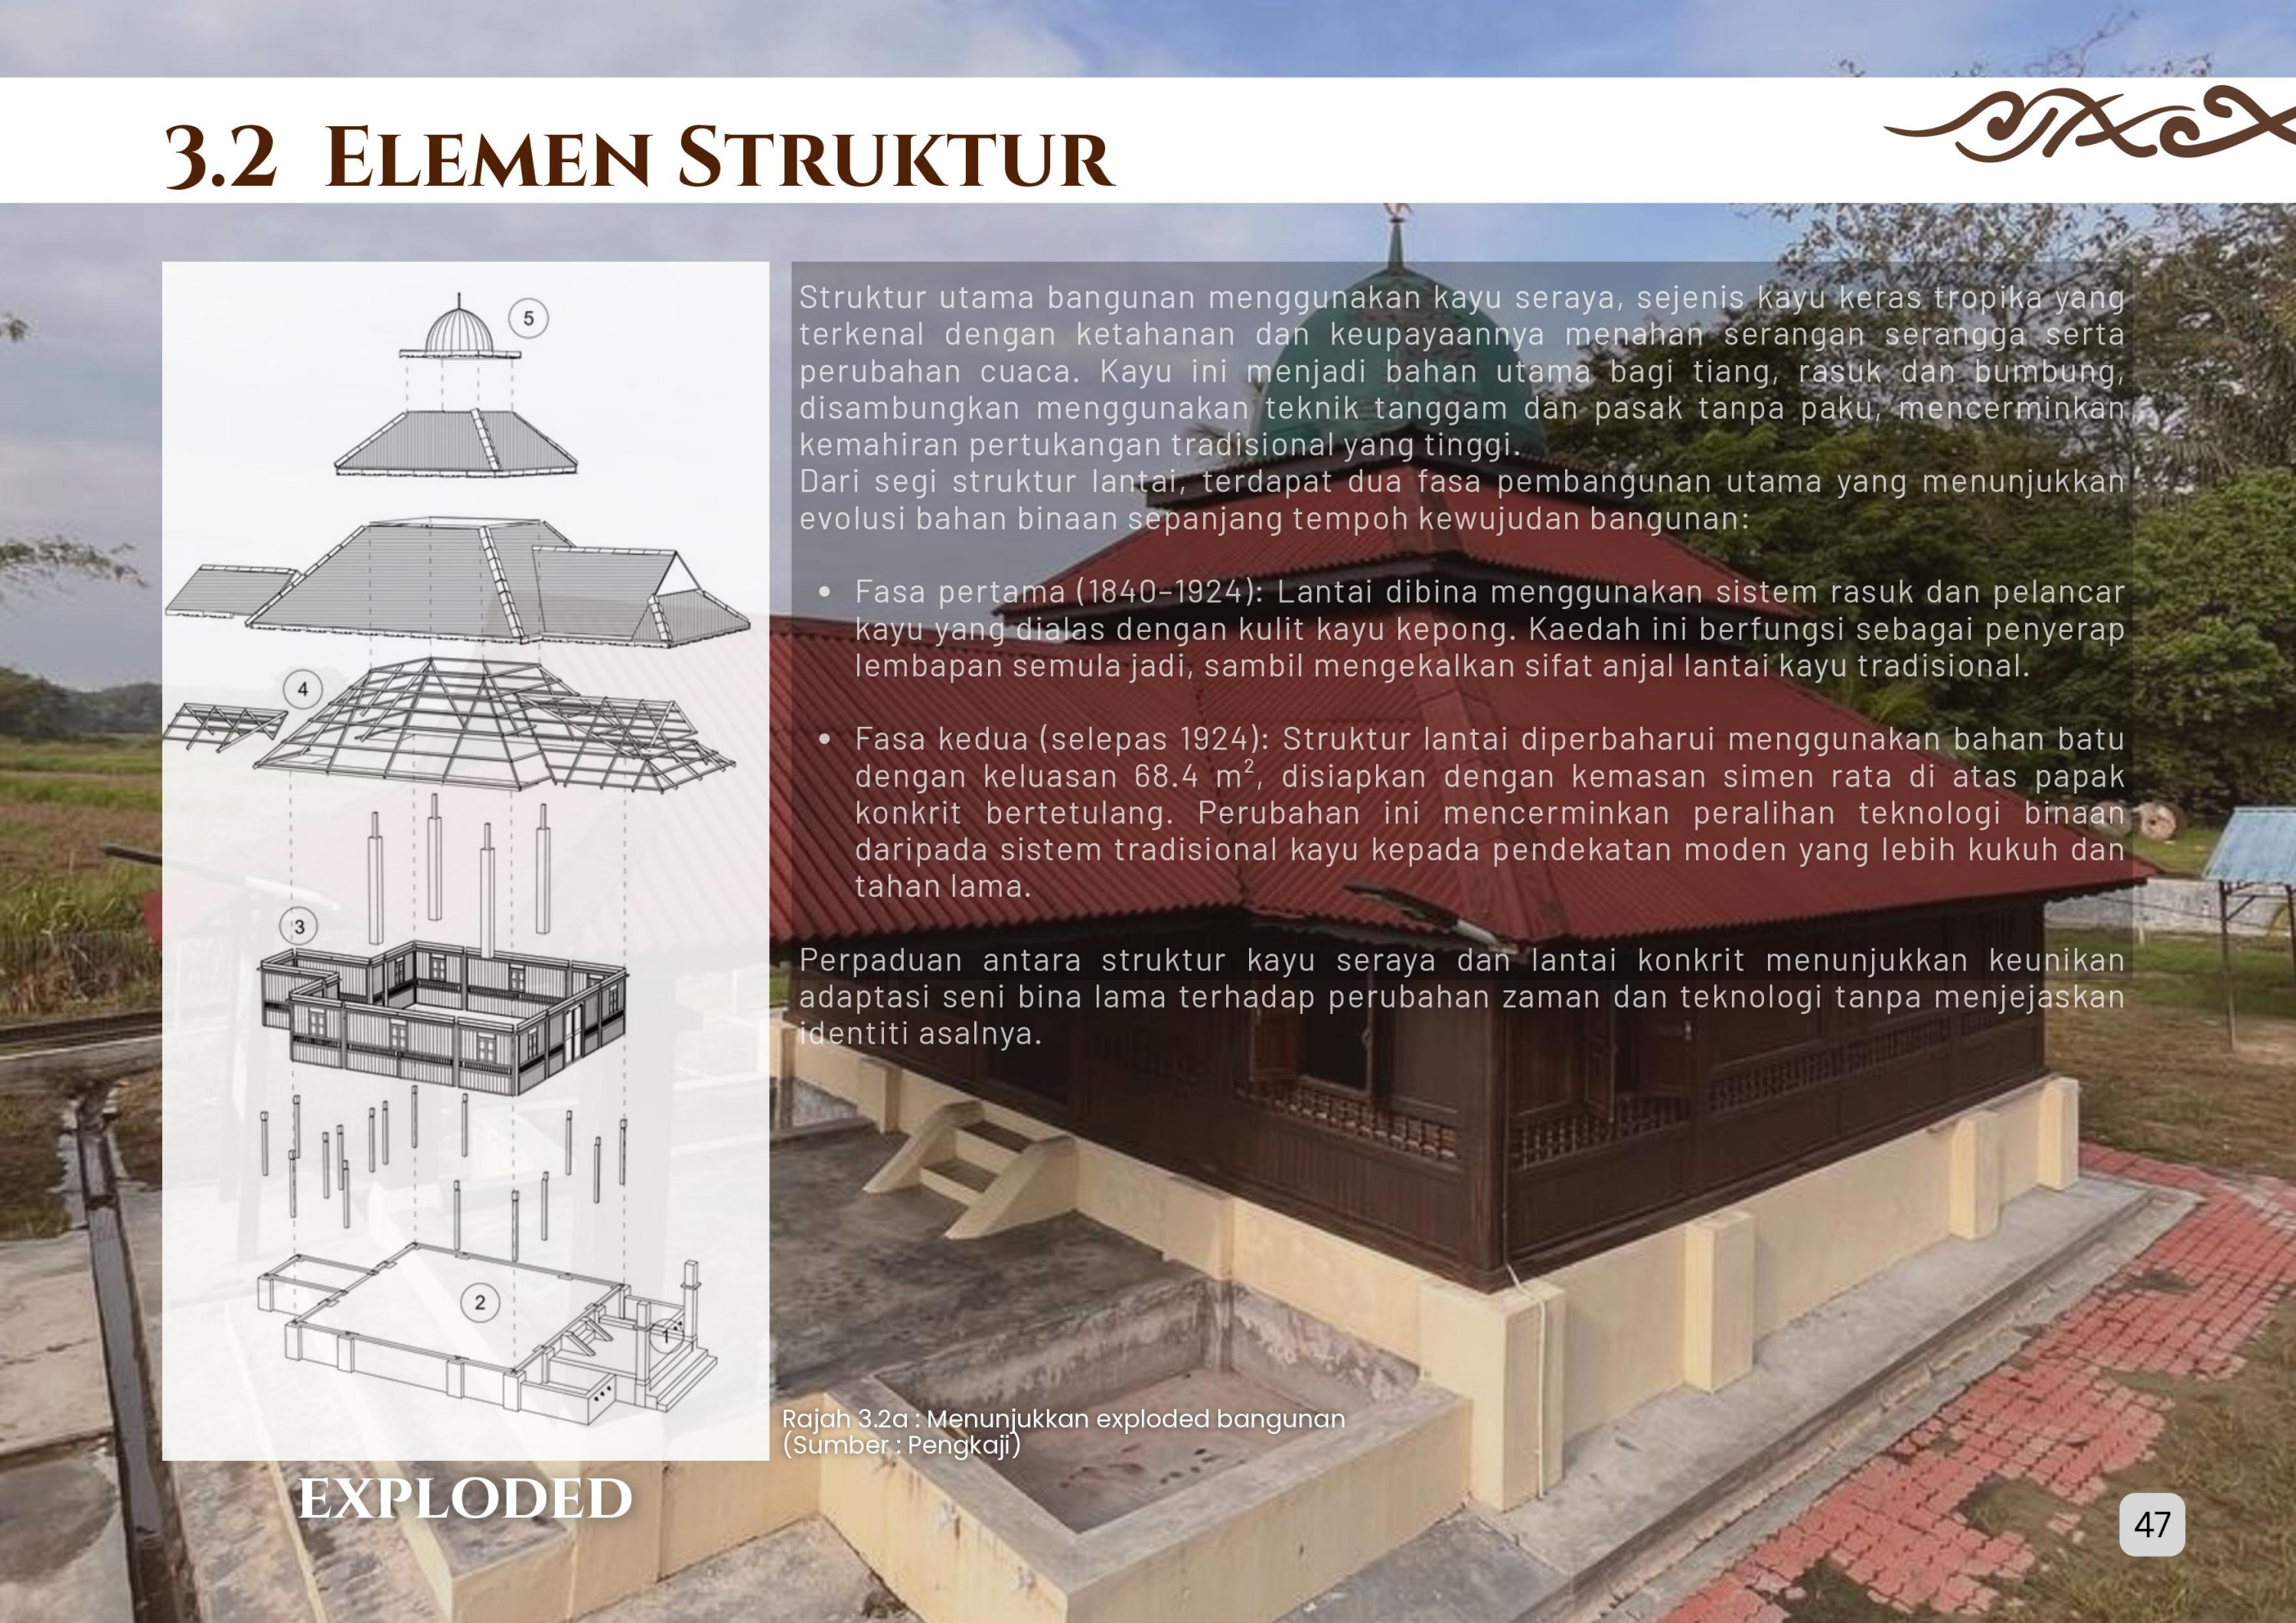 3.2 ELEMEN STRUKTUR
5
4
3
2
1
Struktur utama bangunan menggunakan kayu seraya, sejenis kayu keras tropika yang
terkenal dengan ketahanan dan keupayaannya menahan serangan serangga serta
perubahan cuaca. Kayu ini menjadi bahan utama bagi tiang, rasuk dan bumbung,
disambungkan menggunakan teknik tanggam dan pasak tanpa paku, mencerminkan
kemahiran pertukangan tradisional yang tinggi.
Dari segi struktur lantai, terdapat dua fasa pembangunan utama yang menunjukkan
evolusi bahan binaan sepanjang tempoh kewujudan bangunan:
• Fasa pertama (1840–1924): Lantai dibina menggunakan sistem rasuk dan pelancar
kayu yang dialas dengan kulit kayu kepong. Kaedah ini berfungsi sebagai penyerap
lembapan semula jadi, sambil mengekalkan sifat anjal lantai kayu tradisional.
• Fasa kedua (selepas 1924): Struktur lantai diperbaharui menggunakan bahan batu
dengan keluasan 68.4 m², disiapkan dengan kemasan simen rata di atas papak
konkrit bertetulang. Perubahan ini mencerminkan peralihan teknologi binaan
daripada sistem tradisional kayu kepada pendekatan moden yang lebih kukuh dan
tahan lama.
Perpaduan antara struktur kayu seraya dan lantai konkrit menunjukkan keunikan
adaptasi seni bina lama terhadap perubahan zaman dan teknologi tanpa menjejaskan
identiti asalnya.
Rajah 3.2a : Menunjukkan exploded bangunan
(Sumber : Pengkaji)
EXPLODED
47